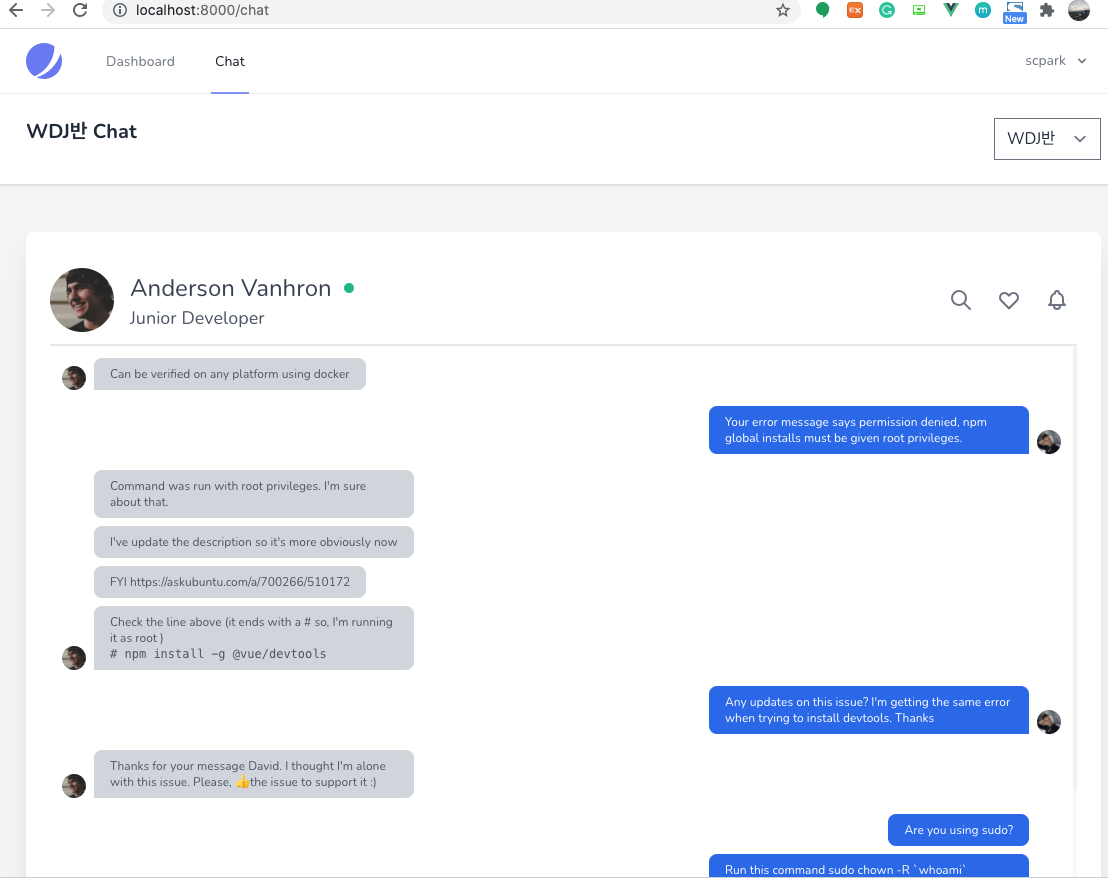 localhost:8000/chat
EX
m
New
Dashboard
Chat
scpark
WDJ반 Chat
WDJ반
Anderson Vanhron
Junior Developer
Can be verified on any platform using docker
Your error message says permission denied, npm
global installs must be given root privileges.
Command was run with root privileges. I'm sure
about that.
I've update the description so it's more obviously now
FYI https://askubuntu.com/a/700266/510172
Check the line above (it ends with a # so, I'm running
it as root )
# npm install -g @vue/devtools
Any updates on this issue? I'm getting the same error
when trying to install devtools. Thanks
Thanks for your message David. I thought I'm alone
with this issue. Please, 👍the issue to support it :)
Are you using sudo?
Run this command sudo chown -R `whoami`